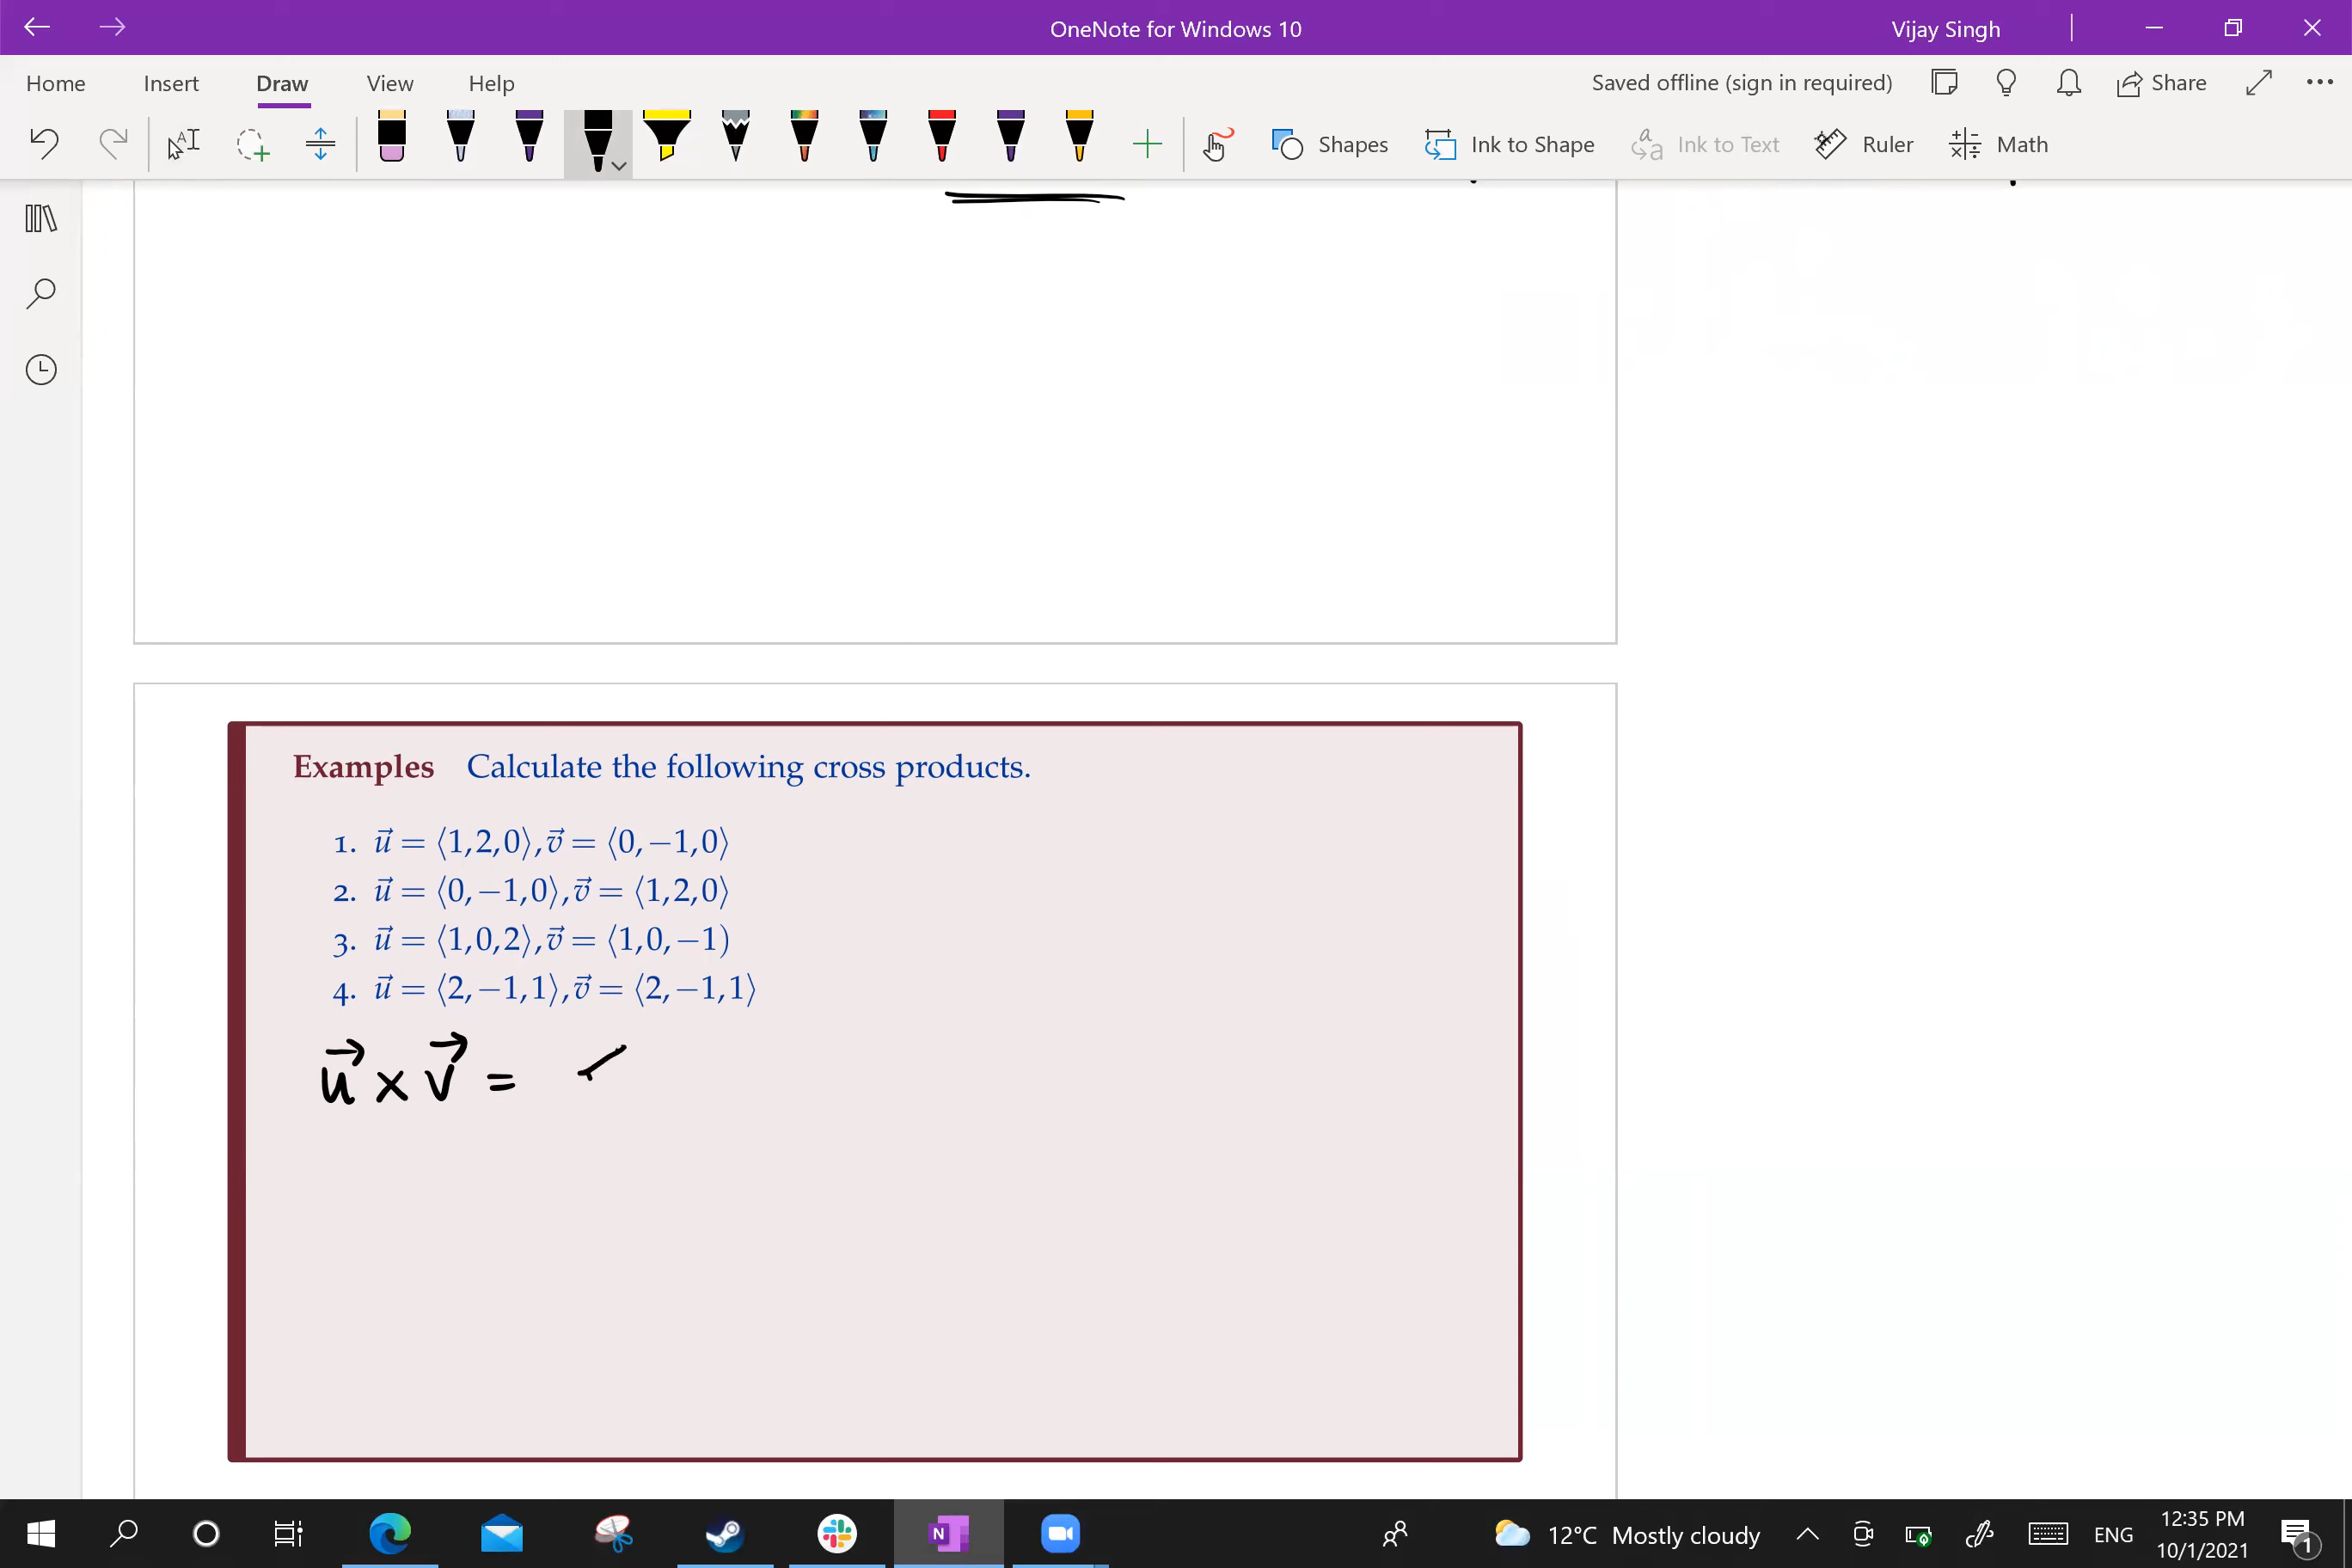 OneNote for Windows 10
Vijay Singh
Home Insert Draw View Help
Saved offline (sign in required) Share
Shapes Ink to Shape Ink to Text Ruler Math
Examples Calculate the following cross products.
1. u⃗ = ⟨1,2,0⟩, v⃗ = ⟨0,−1,0⟩
2. u⃗ = ⟨0,−1,0⟩, v⃗ = ⟨1,2,0⟩
3. u⃗ = ⟨1,0,2⟩, v⃗ = ⟨1,0,−1)
4. u⃗ = ⟨2,−1,1⟩, v⃗ = ⟨2,−1,1⟩
u⃗ × v⃗ =
12°C Mostly cloudy
ENG
12:35 PM
10/1/2021
1